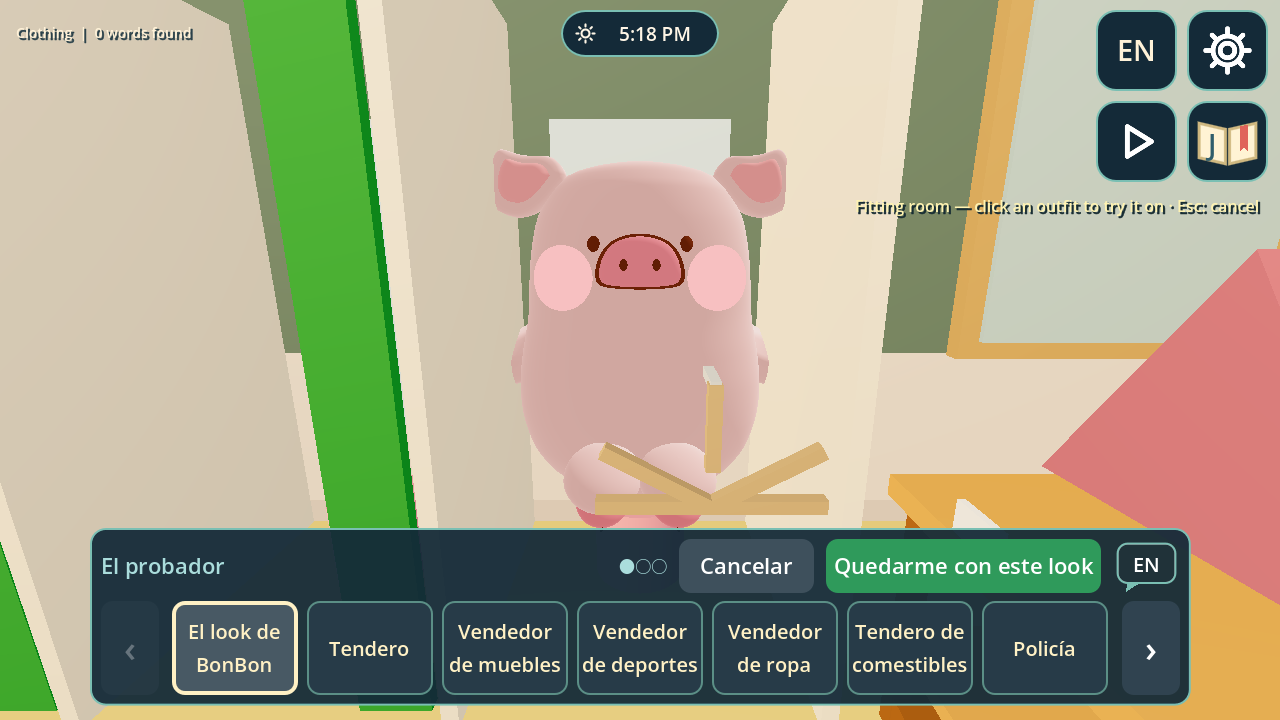 Clothing | 0 words found
5:18 PM
EN
J
Fitting room — click an outfit to try it on · Esc: cancel
El probador
Cancelar
Quedarme con este look
EN
El look de
BonBon
Tendero
Vendedor
de muebles
Vendedor
de deportes
Vendedor
de ropa
Tendero de
comestibles
Policía